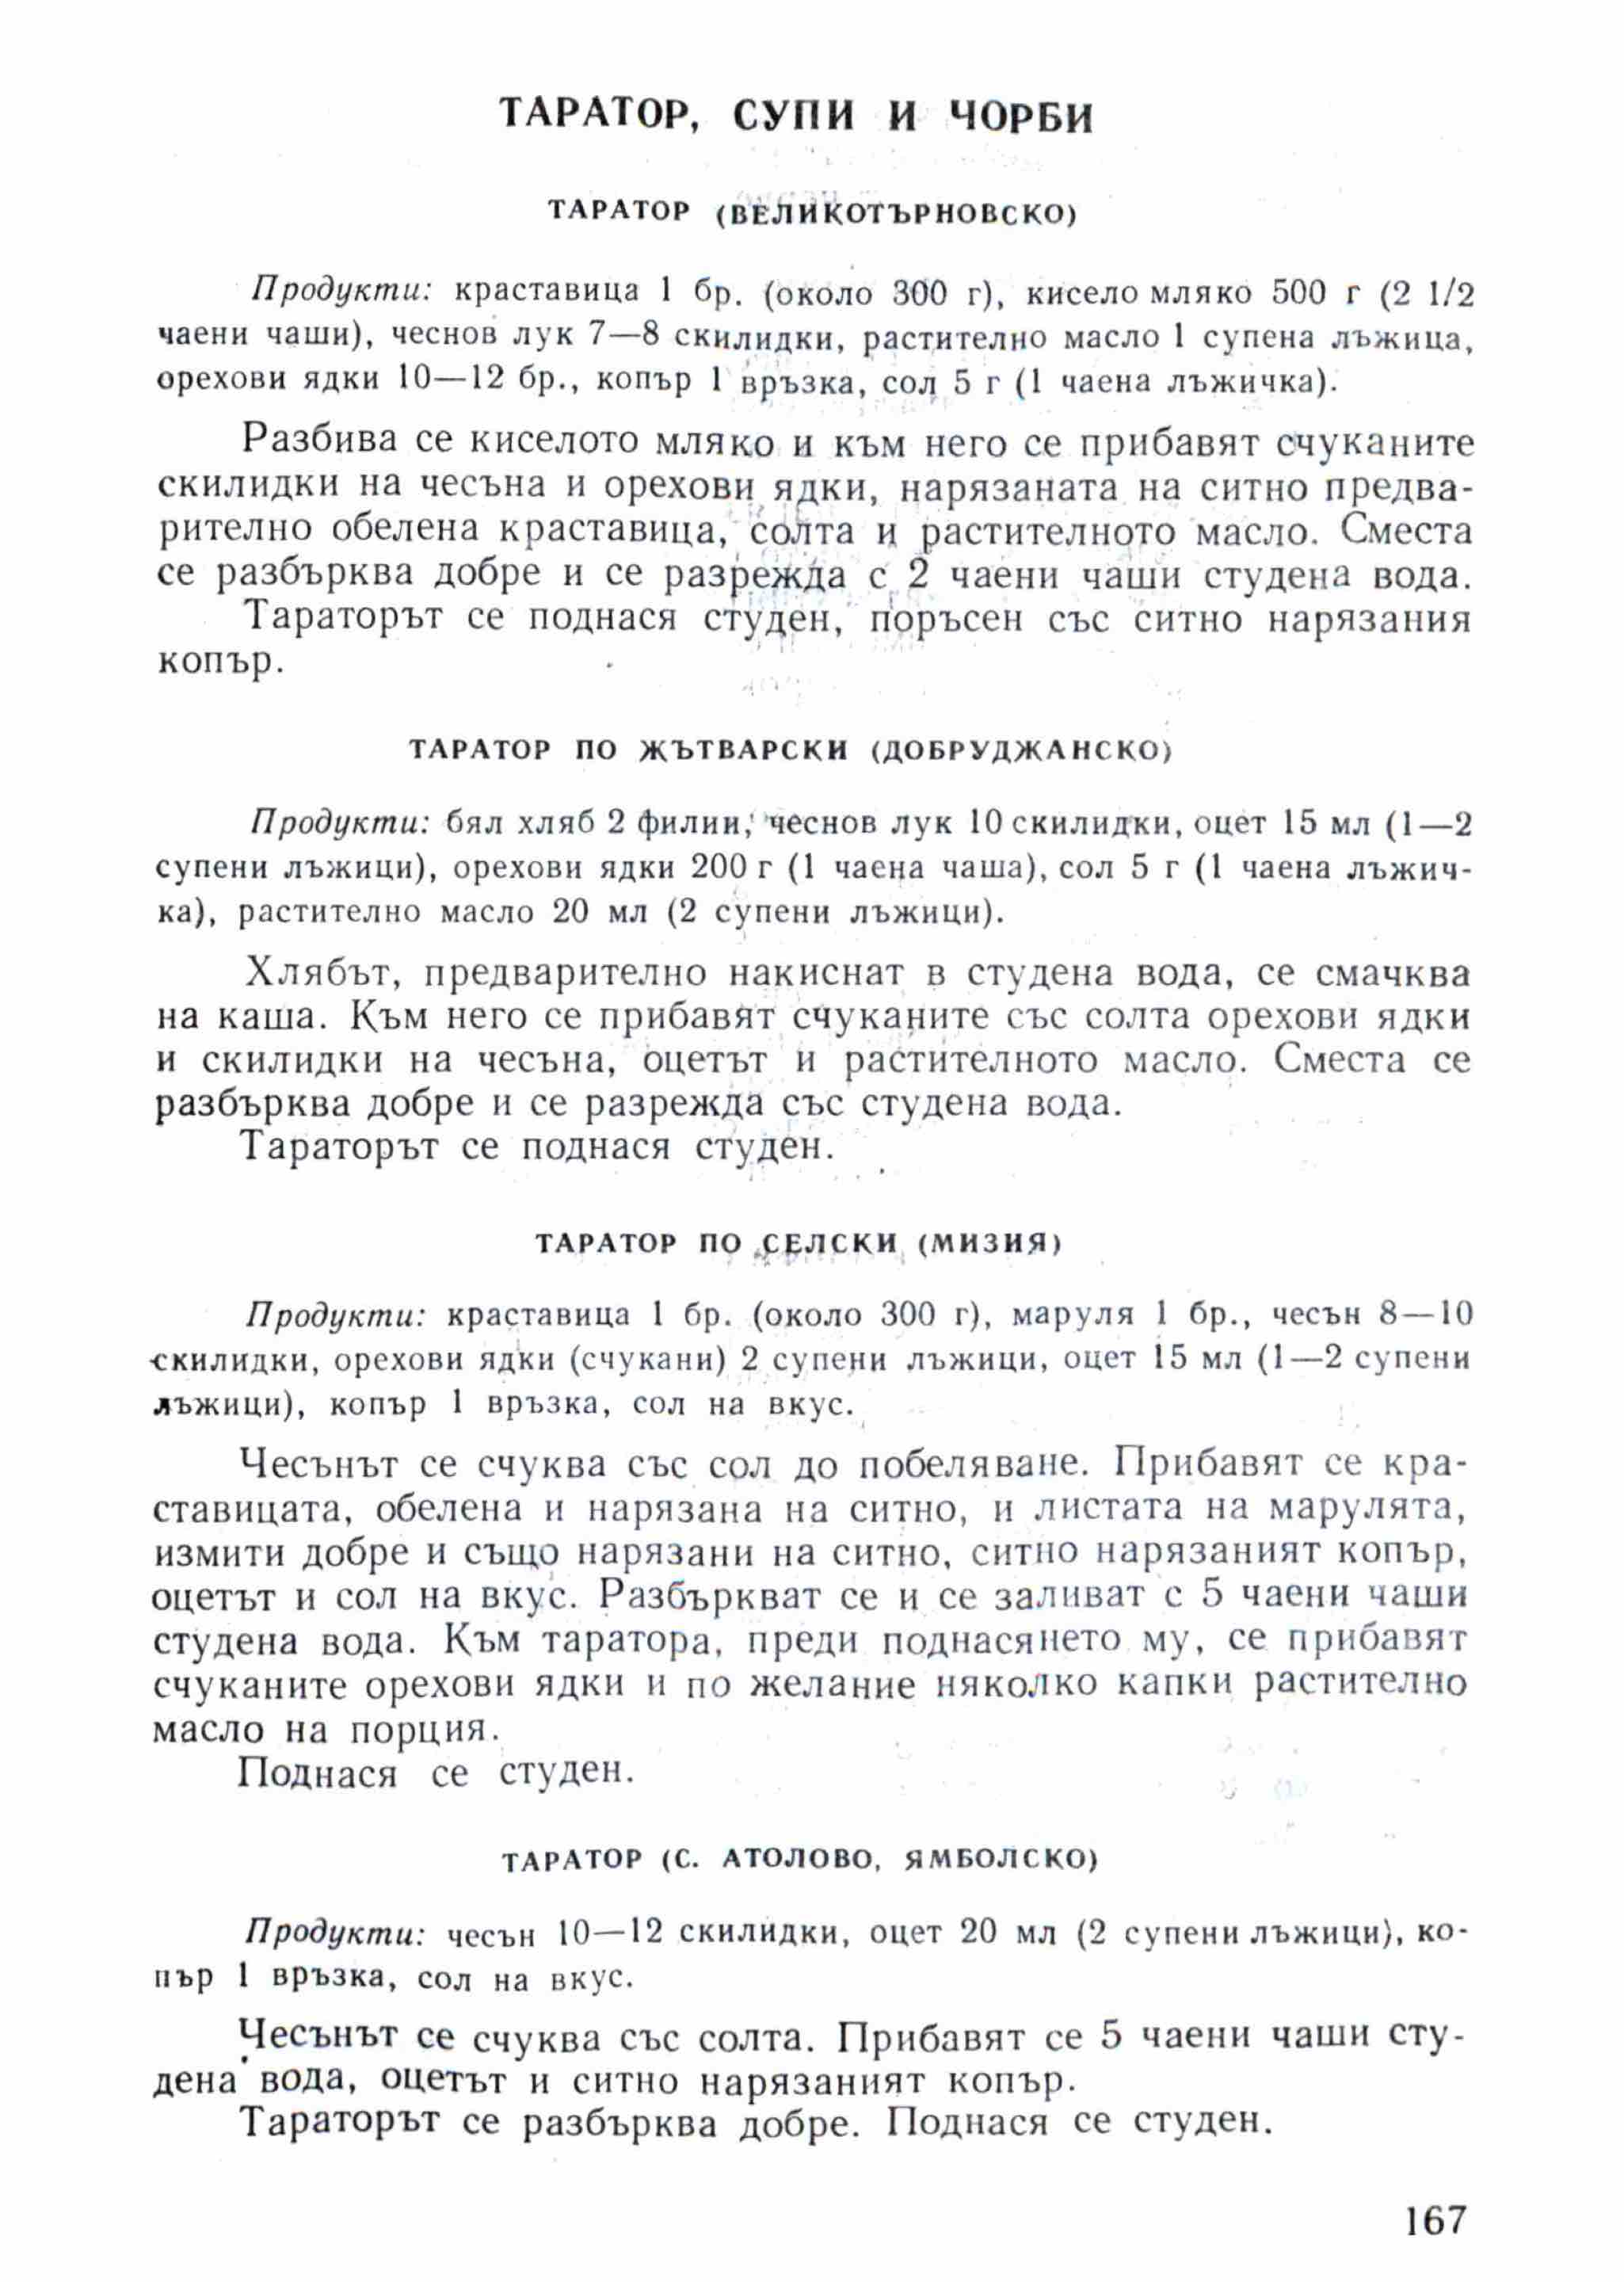 ТАРАТОР, СУПИ И ЧОРБИ
ТАРАТОР (ВЕЛИКОТЪРНОВСКО)
Продукти: краставица 1 бр. (около 300 г), кисело мляко 500 г (2 1/2
чаени чаши), чеснов лук 7—8 скилидки, растително масло 1 супена лъжица,
орехови ядки 10—12 бр., копър 1 връзка, сол 5 г (1 чаена лъжичка).
Разбива се киселото мляко и към него се прибавят счуканите
скилидки на чесъна и орехови ядки, нарязаната на ситно предва-
рително обелена краставица, солта и растителното масло. Сместа
се разбърква добре и се разрежда с 2 чаени чаши студена вода.
Тараторът се поднася студен, поръсен със ситно нарязания
копър.
ТАРАТОР ПО ЖЪТВАРСКИ (ДОБРУДЖАНСКО)
Продукти: бял хляб 2 филии, чеснов лук 10 скилидки, оцет 15 мл (1—2
супени лъжици), орехови ядки 200 г (1 чаена чаша), сол 5 г (1 чаена лъжич-
ка), растително масло 20 мл (2 супени лъжици).
Хлябът, предварително накиснат в студена вода, се смачква
на каша. Към него се прибавят счуканите със солта орехови ядки
и скилидки на чесъна, оцетът и растителното масло. Сместа се
разбърква добре и се разрежда със студена вода.
Тараторът се поднася студен.
ТАРАТОР ПО СЕЛСКИ (МИЗИЯ)
Продукти: краставица 1 бр. (около 300 г), маруля 1 бр., чесън 8—10
скилидки, орехови ядки (счукани) 2 супени лъжици, оцет 15 мл (1—2 супени
лъжици), копър 1 връзка, сол на вкус.
Чесънът се счуква със сол до побеляване. Прибавят се кра-
ставицата, обелена и нарязана на ситно, и листата на марулята,
измити добре и също нарязани на ситно, ситно нарязаният копър,
оцетът и сол на вкус. Разбъркват се и се заливат с 5 чаени чаши
студена вода. Към таратора, преди поднасянето му, се прибавят
счуканите орехови ядки и по желание няколко капки растително
масло на порция.
Поднася се студен.
ТАРАТОР (С. АТОЛОВО, ЯМБОЛСКО)
Продукти: чесън 10—12 скилидки, оцет 20 мл (2 супени лъжици), ко-
пър 1 връзка, сол на вкус.
Чесънът се счуква със солта. Прибавят се 5 чаени чаши сту-
дена вода, оцетът и ситно нарязаният копър.
Тараторът се разбърква добре. Поднася се студен.
167